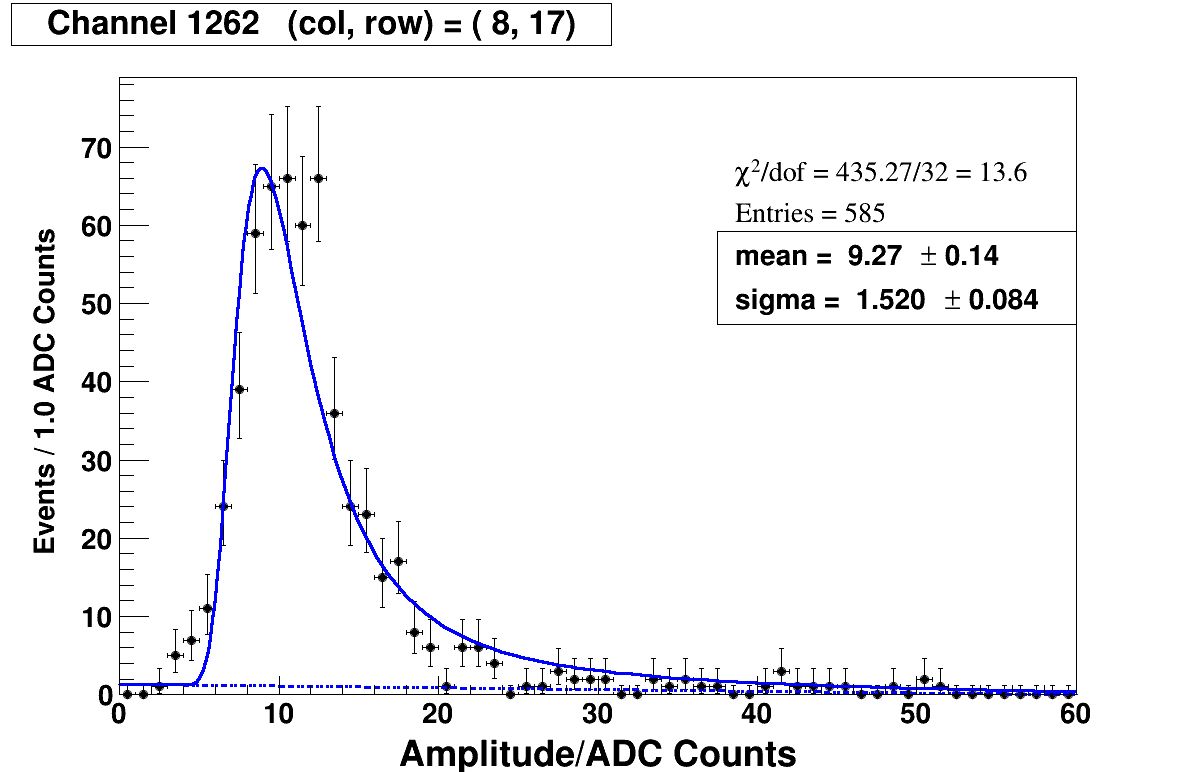 Channel 1262 (col, row) = ( 8, 17)
χ²/dof = 435.27/32 = 13.6
Entries = 585
mean = 9.27 ± 0.14
sigma = 1.520 ± 0.084
Events / 1.0 ADC Counts
70
60
50
40
30
20
10
0
0 10 20 30 40 50 60
Amplitude/ADC Counts